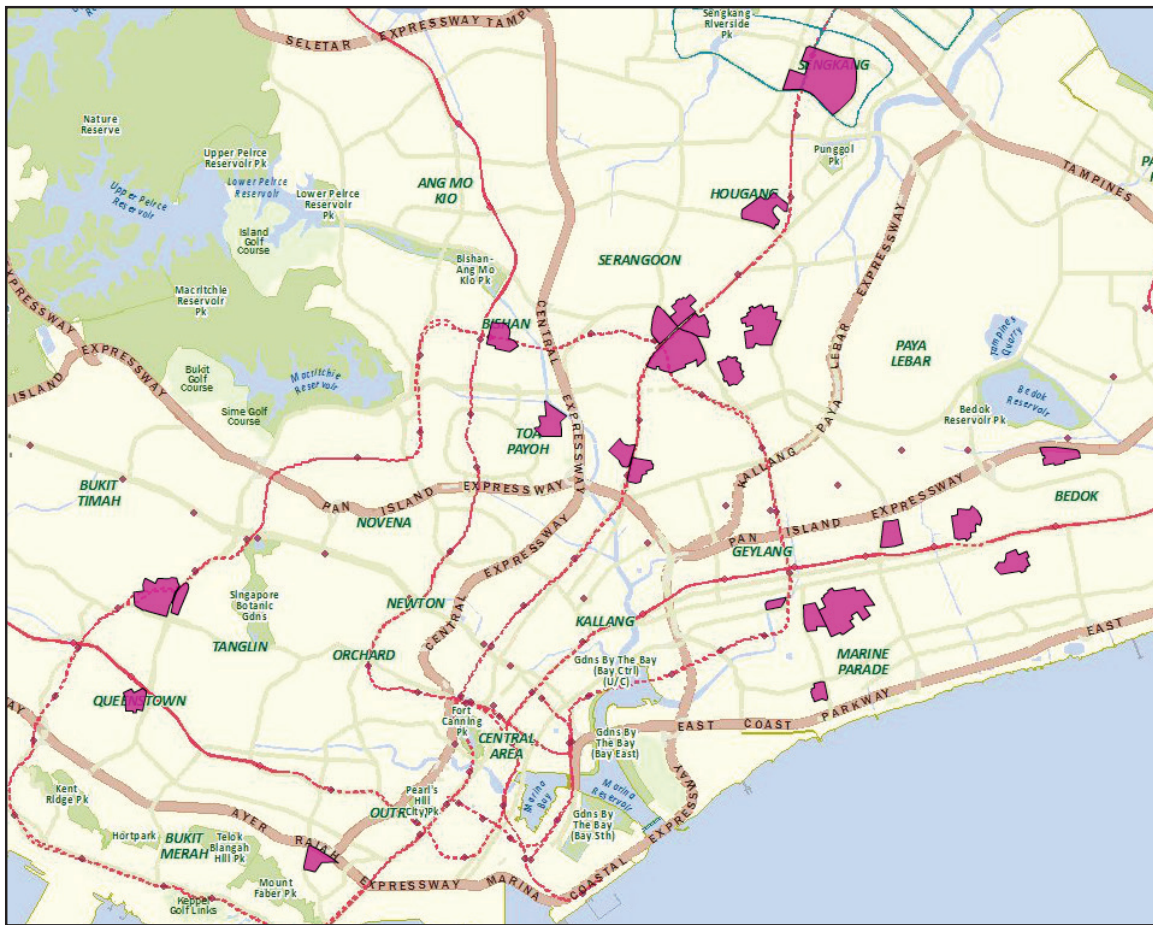 Sengkang
Riverside
Pk
SELETAR EXPRESSWAY TAMPI
SENGKANG
Nature
Reserve
Upper Peirce
Reservoir Pk
Upper Peirce
Reservoir
Lower Peirce
Reservoir
Lower Peirce
Reservoir
Pk
Island
Golf
Course
ANG MO
KIO
Punggol
Pk
HOUGANG
TAMPINES
PA
EXPRESSWAY
SERANGOON
Bishan-
Ang Mo
Kio Pk
Macritchie
Reservoir
Pk
BISHAN
CENTRAL EXPRESSWAY
KALLANG PAYA LEBAR EXPRESSWAY
PAYA
LEBAR
Tampines
Quarry
Bedok
Reservoir
Bedok
Reservoir Pk
ISLAND EXPRESSWAY
Bukit
Golf
Course
Macritchie
Reservoir
Sime Golf
Course
TOA
PAYOH
BUKIT
TIMAH
PAN ISLAND EXPRESSWAY
NOVENA
BEDOK
PAN ISLAND EXPRESSWAY
GEYLANG
CENTRAL EXPRESSWAY
Singapore
Botanic
Gdns
NEWTON
KALLANG
TANGLIN
ORCHARD
MARINE
PARADE
EAST
Gdns By The Bay
(Bay Ctrl)
(U/C)
QUEENSTOWN
WAY
Fort
Canning
Pk
CENTRAL
AREA
EAST COAST PARKWAY
Gdns By
The Bay
(Bay East)
Kent
Ridge Pk
Pearl's
Hill
City Pk
OUTR
Marina
Bay
Marina
Reservoir
Gdns By
The Bay
(Bay Sth)
Hortpark
BUKIT
MERAH
Telok
Blangah
Hill Pk
AYER RAJAH EXPRESSWAY
MARINA COASTAL EXPRESSWAY
Mount
Faber Pk
Keppel
Golf Links